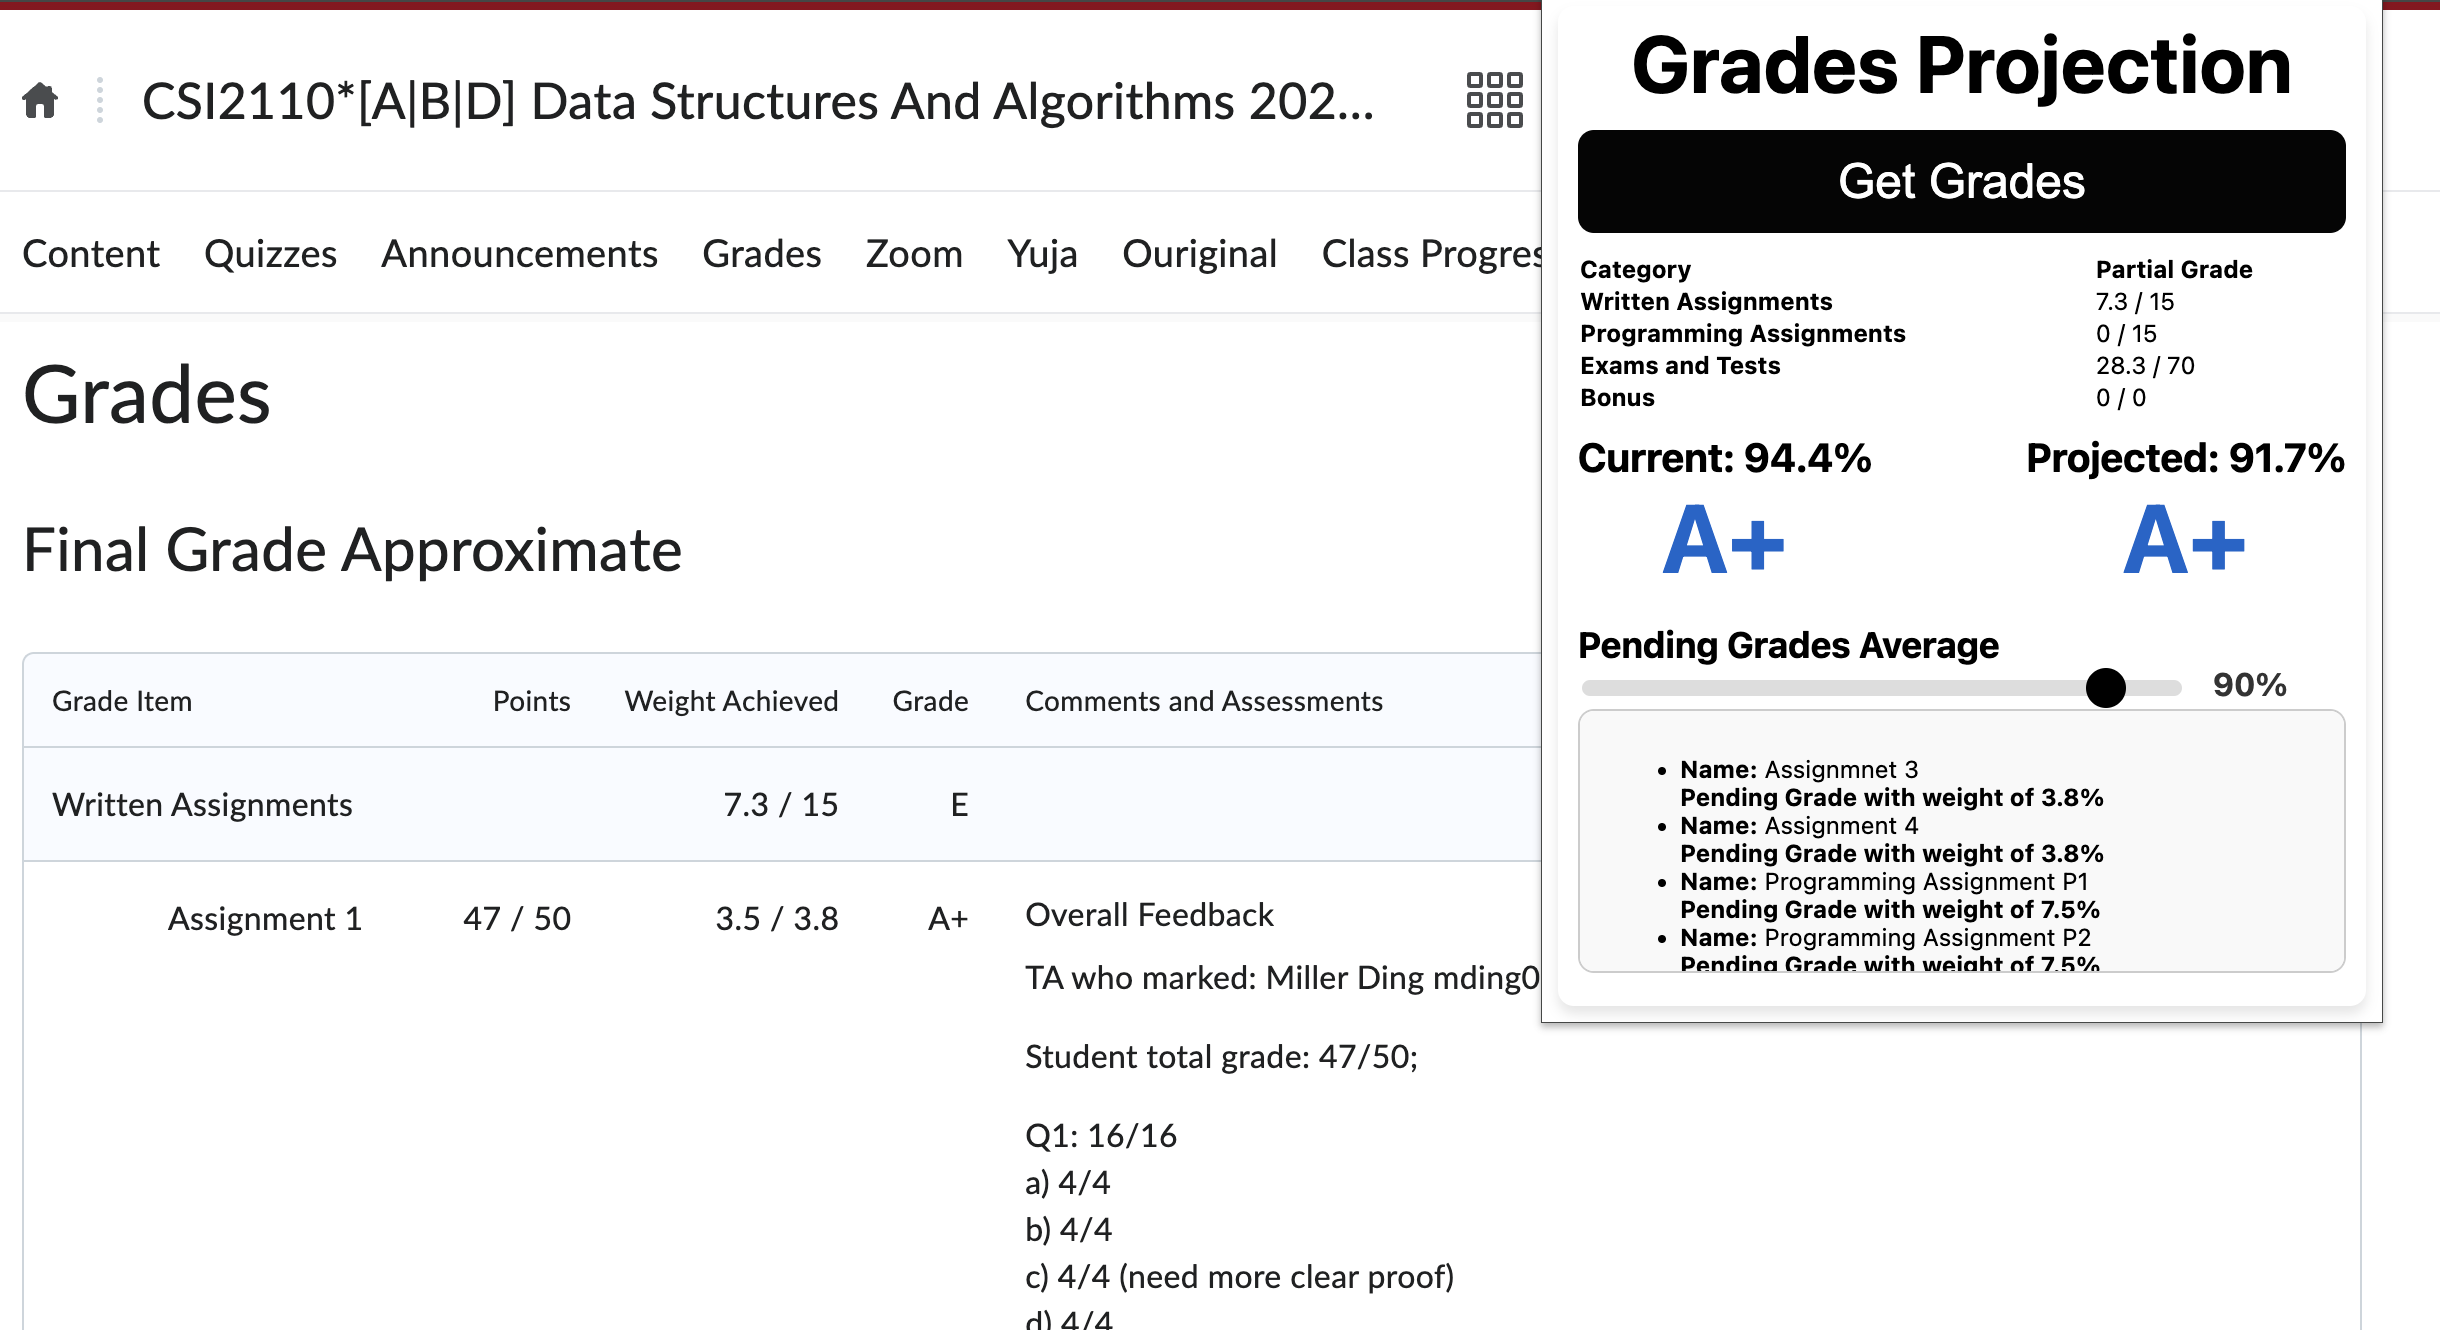 CSI2110*[A|B|D] Data Structures And Algorithms 202...
Content Quizzes Announcements Grades Zoom Yuja Ouriginal Class Progres
Grades
Final Grade Approximate
Grade Item Points Weight Achieved Grade Comments and Assessments
Written Assignments 7.3 / 15 E
Assignment 1 47 / 50 3.5 / 3.8 A+ Overall Feedback
TA who marked: Miller Ding mding0
Student total grade: 47/50;
Q1: 16/16
a) 4/4
b) 4/4
c) 4/4 (need more clear proof)
d) 4/4
Grades Projection
Get Grades
Category Partial Grade
Written Assignments 7.3 / 15
Programming Assignments 0 / 15
Exams and Tests 28.3 / 70
Bonus 0 / 0
Current: 94.4% Projected: 91.7%
A+ A+
Pending Grades Average
90%
• Name: Assignmnet 3
Pending Grade with weight of 3.8%
• Name: Assignment 4
Pending Grade with weight of 3.8%
• Name: Programming Assignment P1
Pending Grade with weight of 7.5%
• Name: Programming Assignment P2
Pending Grade with weight of 7.5%